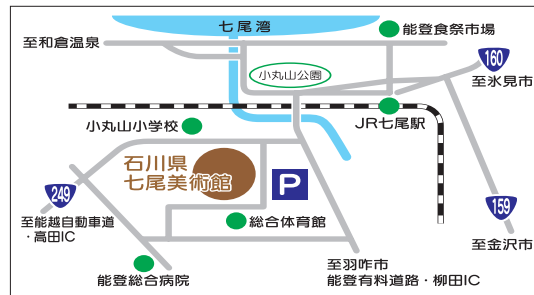 七尾湾
至和倉温泉
能登食祭市場
160
小丸山公園
至氷見市
JR七尾駅
小丸山小学校
石川県
七尾美術館
P
249
159
至能越自動車道
・高田IC
総合体育館
至金沢市
能登総合病院
至羽咋市
能登有料道路・柳田IC